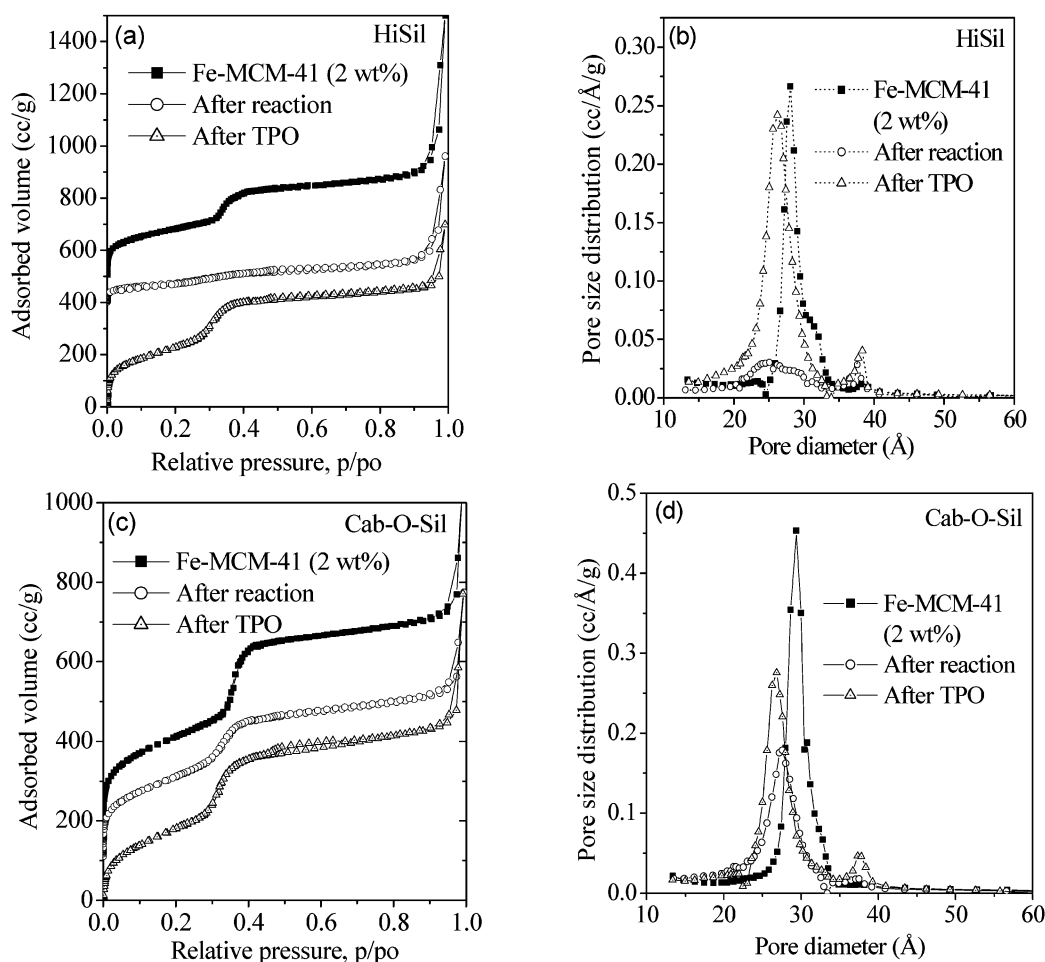 (a)
HiSil
Fe-MCM-41 (2 wt%)
After reaction
After TPO
Adsorbed volume (cc/g)
1400
1200
1000
800
600
400
200
0
0.0 0.2 0.4 0.6 0.8 1.0
Relative pressure, p/po
(b)
HiSil
Fe-MCM-41
(2 wt%)
After reaction
After TPO
Pore size distribution (cc/Å/g)
0.30
0.25
0.20
0.15
0.10
0.05
0.00
10 20 30 40 50 60
Pore diameter (Å)
(c)
Cab-O-Sil
Fe-MCM-41 (2 wt%)
After reaction
After TPO
Adsorbed volume (cc/g)
1000
800
600
400
200
0
0.0 0.2 0.4 0.6 0.8 1.0
Relative pressure, p/po
(d)
Cab-O-Sil
Fe-MCM-41
(2 wt%)
After reaction
After TPO
Pore size distribution (cc/Å/g)
0.5
0.4
0.3
0.2
0.1
0.0
10 20 30 40 50 60
Pore diameter (Å)